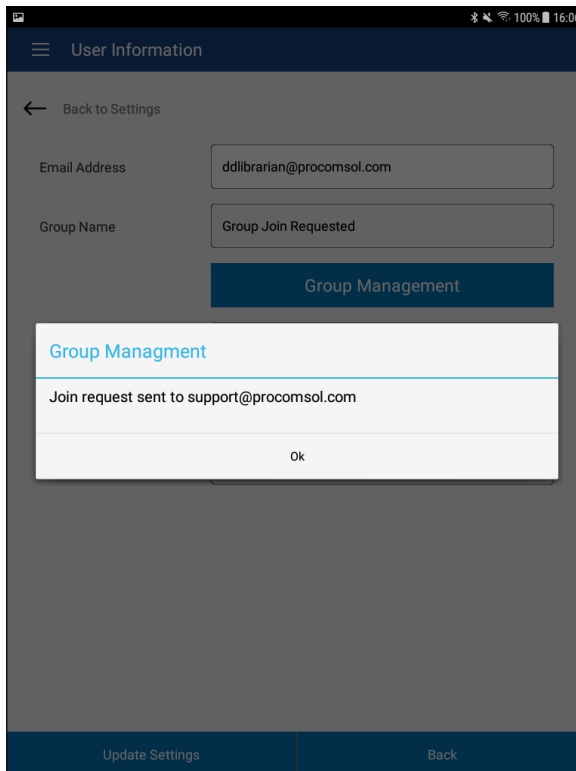 100% 16:00
User Information
Back to Settings
Email Address
ddlibrarian@procomsol.com
Group Name
Group Join Requested
Group Management
Group Managment
Join request sent to support@procomsol.com
Ok
Update Settings
Back